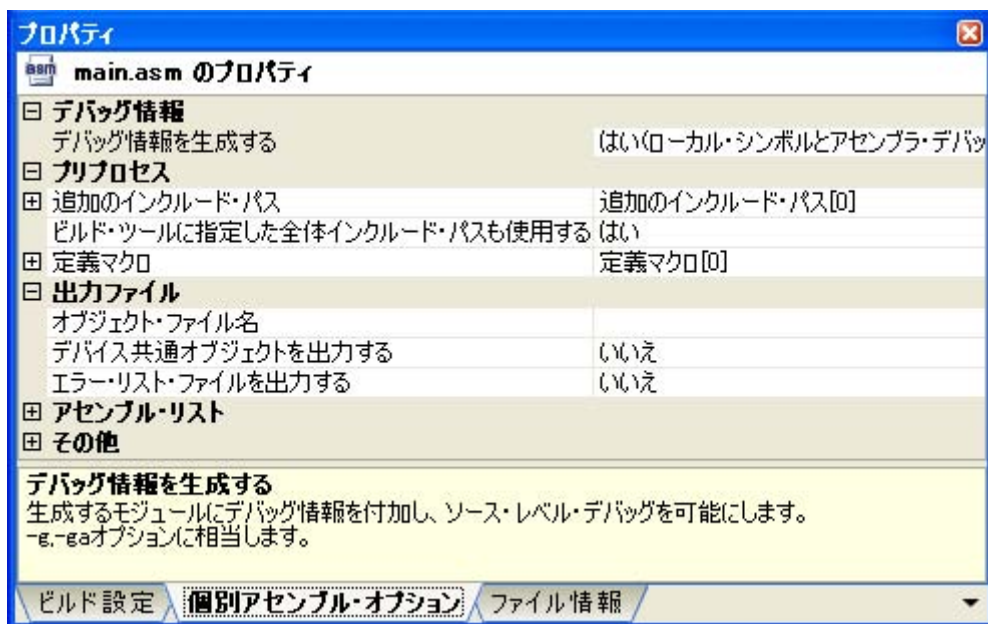 プロパティ
asm main.asm のプロパティ
デバッグ情報
デバッグ情報を生成する はい(ローカル・シンボルとアセンブラ・デバッ
プリプロセス
追加のインクルード・パス 追加のインクルード・パス[0]
ビルド・ツールに指定した全体インクルード・パスも使用する はい
定義マクロ 定義マクロ[0]
出力ファイル
オブジェクト・ファイル名
デバイス共通オブジェクトを出力する いいえ
エラー・リスト・ファイルを出力する いいえ
アセンブル・リスト
その他
デバッグ情報を生成する
生成するモジュールにデバッグ情報を付加し、ソース・レベル・デバッグを可能にします。
-g,-gaオプションに相当します。
ビルド設定 個別アセンブル・オプション ファイル情報